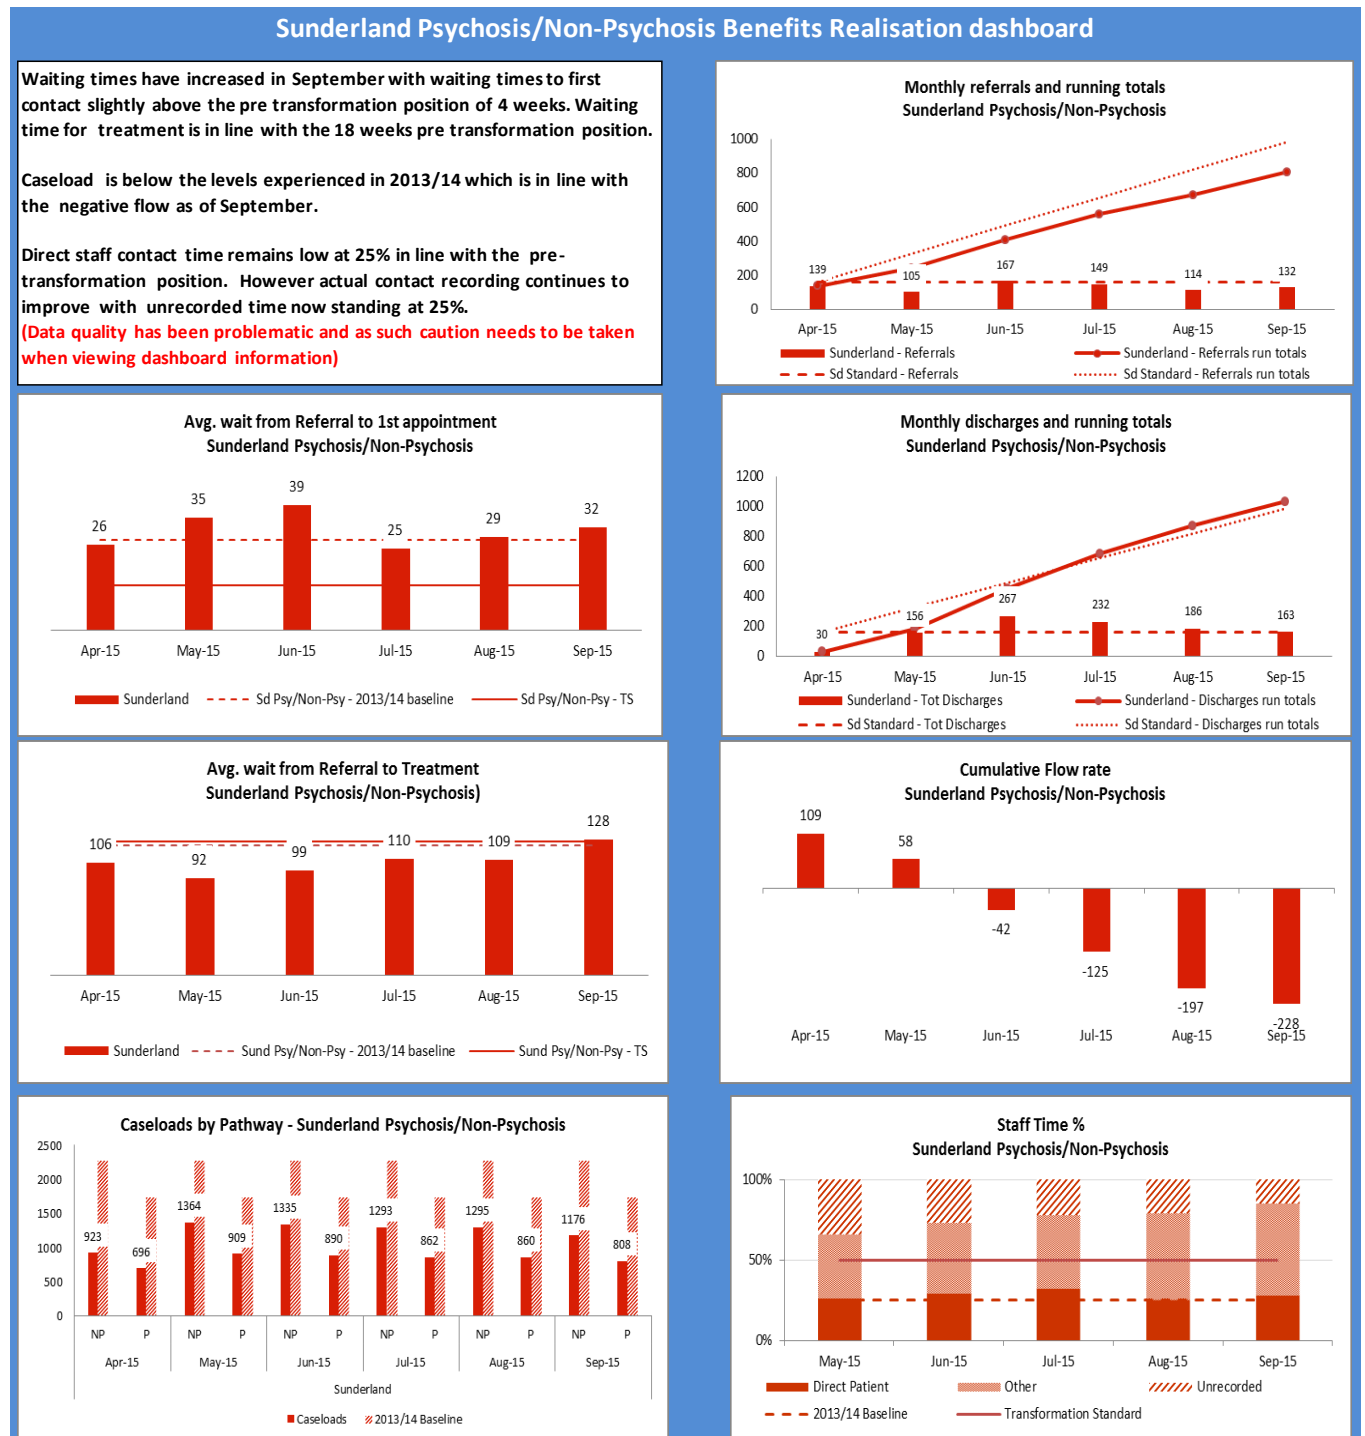 Sunderland Psychosis/Non-Psychosis Benefits Realisation dashboard
Waiting times have increased in September with waiting times to first
contact slightly above the pre transformation position of 4 weeks. Waiting
time for treatment is in line with the 18 weeks pre transformation position.
Caseload is below the levels experienced in 2013/14 which is in line with
the negative flow as of September.
Direct staff contact time remains low at 25% in line with the pre-
transformation position. However actual contact recording continues to
improve with unrecorded time now standing at 25%.
(Data quality has been problematic and as such caution needs to be taken
when viewing dashboard information)
Monthly referrals and running totals
Sunderland Psychosis/Non-Psychosis
1000
800
600
400
200
0
139
105
167
149
114
132
Apr-15 May-15 Jun-15 Jul-15 Aug-15 Sep-15
Sunderland - Referrals Sunderland - Referrals run totals
Sd Standard - Referrals Sd Standard - Referrals run totals
Avg. wait from Referral to 1st appointment
Sunderland Psychosis/Non-Psychosis
26 35 39 25 29 32
Apr-15 May-15 Jun-15 Jul-15 Aug-15 Sep-15
Sunderland Sd Psy/Non-Psy - 2013/14 baseline Sd Psy/Non-Psy - TS
Monthly discharges and running totals
Sunderland Psychosis/Non-Psychosis
1200
1000
800
600
400
200
0
30 156 267 232 186 163
Apr-15 May-15 Jun-15 Jul-15 Aug-15 Sep-15
Sunderland - Tot Discharges Sunderland - Discharges run totals
Sd Standard - Tot Discharges Sd Standard - Discharges run totals
Avg. wait from Referral to Treatment
Sunderland Psychosis/Non-Psychosis)
106 92 99 110 109 128
Apr-15 May-15 Jun-15 Jul-15 Aug-15 Sep-15
Sunderland Sund Psy/Non-Psy - 2013/14 baseline Sund Psy/Non-Psy - TS
Cumulative Flow rate
Sunderland Psychosis/Non-Psychosis
109 58 -42 -125 -197 -228
Apr-15 May-15 Jun-15 Jul-15 Aug-15 Sep-15
Caseloads by Pathway - Sunderland Psychosis/Non-Psychosis
2500
2000
1500
1000
500
0
923 696 1364 909 1335 890 1293 862 1295 860 1176 808
NP P NP P NP P NP P NP P NP P
Apr-15 May-15 Jun-15 Jul-15 Aug-15 Sep-15
Sunderland
Caseloads 2013/14 Baseline
Staff Time %
Sunderland Psychosis/Non-Psychosis
100%
50%
0%
May-15 Jun-15 Jul-15 Aug-15 Sep-15
Direct Patient Other Unrecorded
2013/14 Baseline Transformation Standard